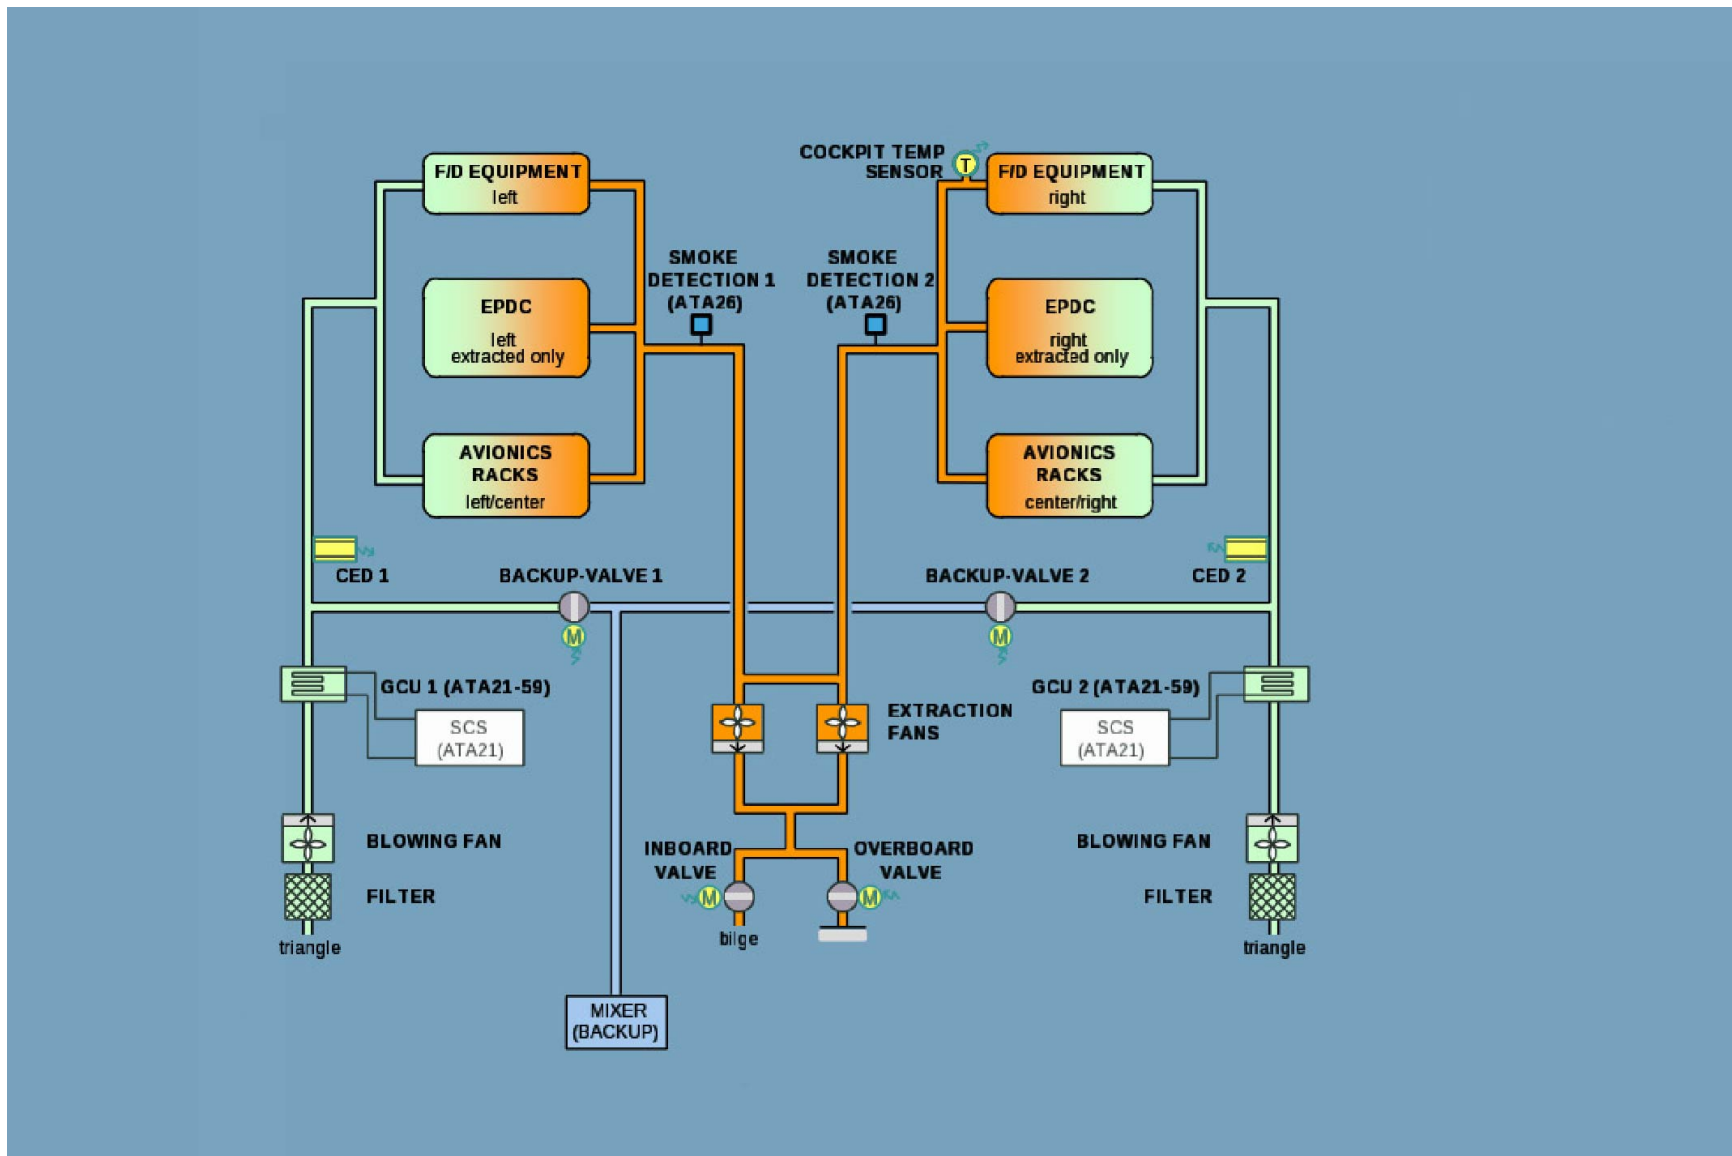 COCKPIT TEMP
SENSOR
T
F/D EQUIPMENT
left
F/D EQUIPMENT
right
SMOKE
DETECTION 1
(ATA26)
SMOKE
DETECTION 2
(ATA26)
EPDC
left
extracted only
EPDC
right
extracted only
AVIONICS
RACKS
left/center
AVIONICS
RACKS
center/right
CED 1
BACKUP-VALVE 1
M
BACKUP-VALVE 2
M
CED 2
GCU 1 (ATA21-59)
SCS
(ATA21)
EXTRACTION
FANS
GCU 2 (ATA21-59)
SCS
(ATA21)
BLOWING FAN
FILTER
triangle
INBOARD
VALVE
M
bilge
OVERBOARD
VALVE
M
BLOWING FAN
FILTER
triangle
MIXER
(BACKUP)